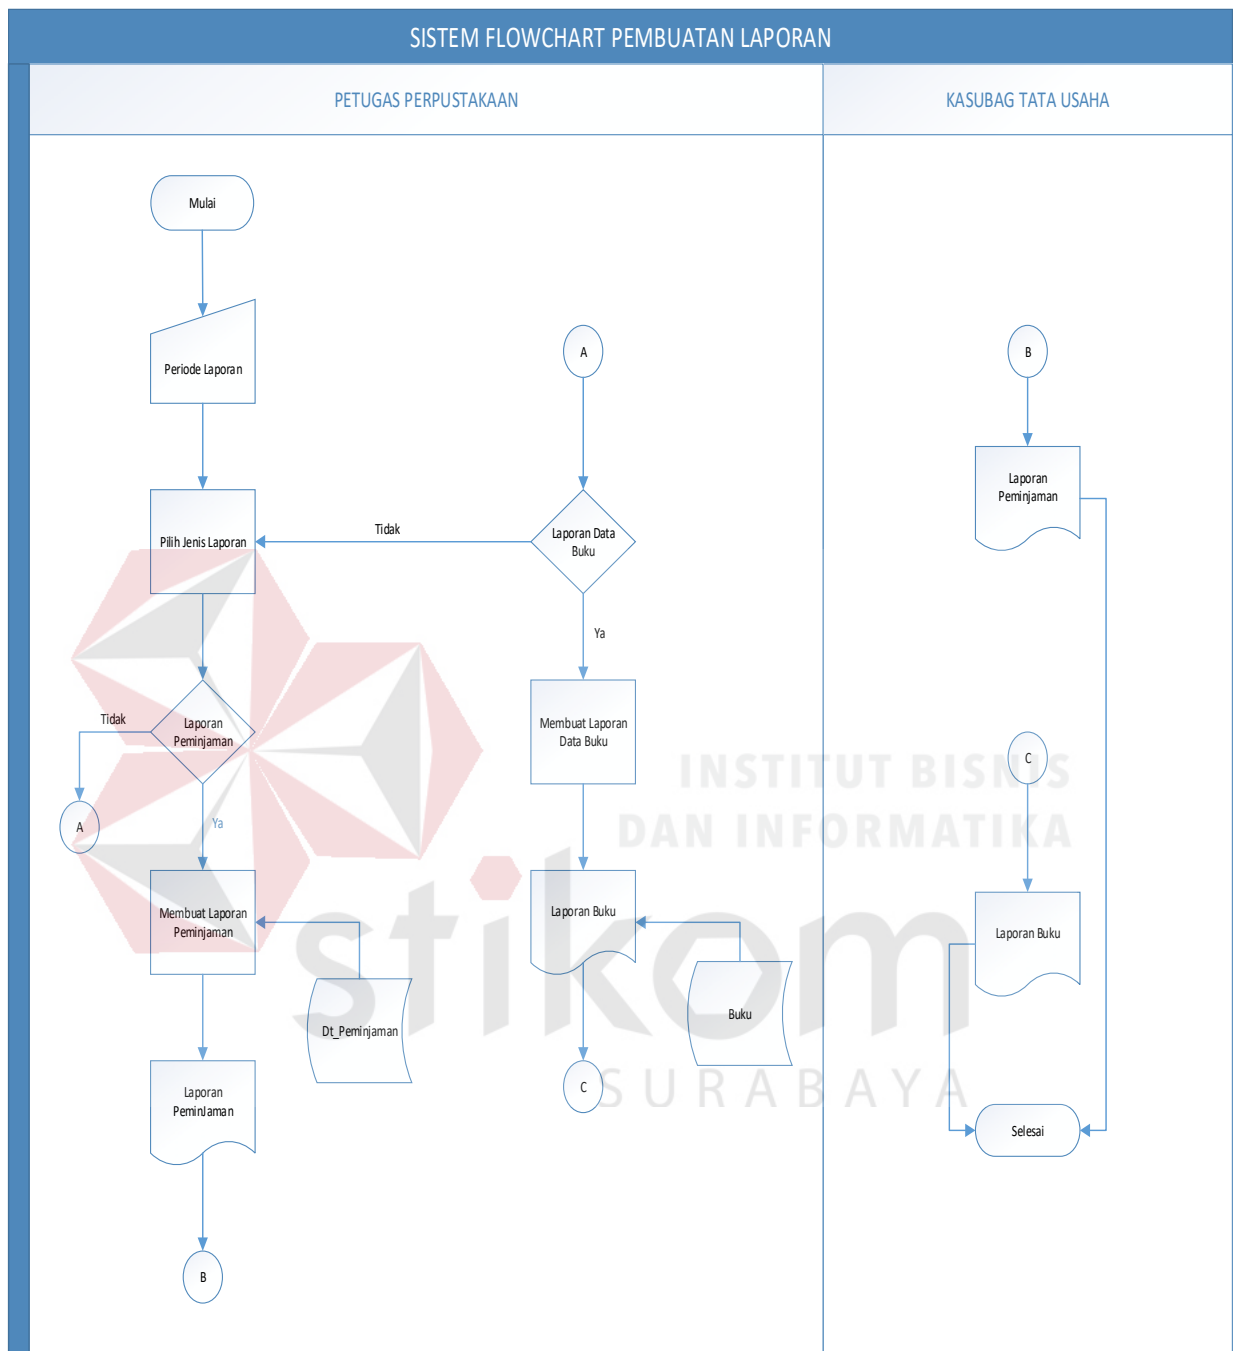 SISTEM FLOWCHART PEMBUATAN LAPORAN
PETUGAS PERPUSTAKAAN
KASUBAG TATA USAHA
Mulai
Periode Laporan
Pilih Jenis Laporan
Laporan
Peminjaman
Tidak
A
Ya
Membuat Laporan
Peminjaman
Dt_Peminjaman
Laporan
PeminJaman
B
A
Laporan Data
Buku
Tidak
Ya
Membuat Laporan
Data Buku
Laporan Buku
Buku
C
B
Laporan
Peminjaman
C
Laporan Buku
Selesai
INSTITUT BISNIS
DAN INFORMATIKA
stikom
SURABAYA